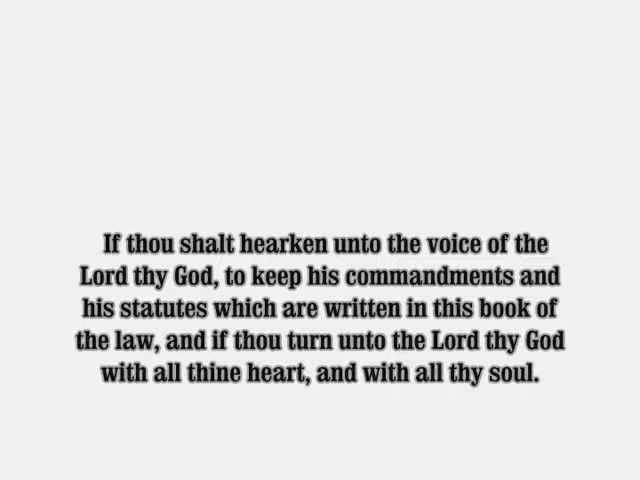 If thou shalt hearken unto the voice of the
Lord thy God, to keep his commandments and
his statutes which are written in this book of
the law, and if thou turn unto the Lord thy God
with all thine heart, and with all thy soul.